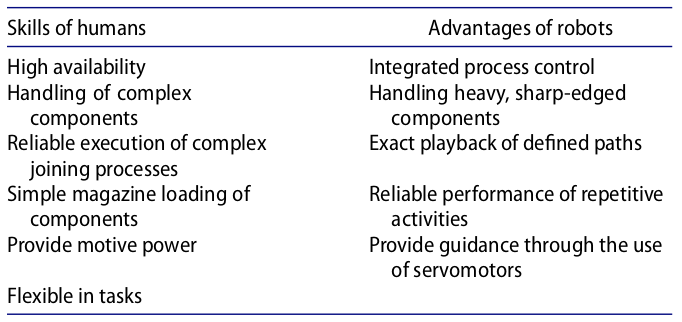 Skills of humans Advantages of robots
High availability Integrated process control
Handling of complex Handling heavy, sharp-edged
components components
Reliable execution of complex Exact playback of defined paths
joining processes
Simple magazine loading of Reliable performance of repetitive
components activities
Provide motive power Provide guidance through the use
of servomotors
Flexible in tasks